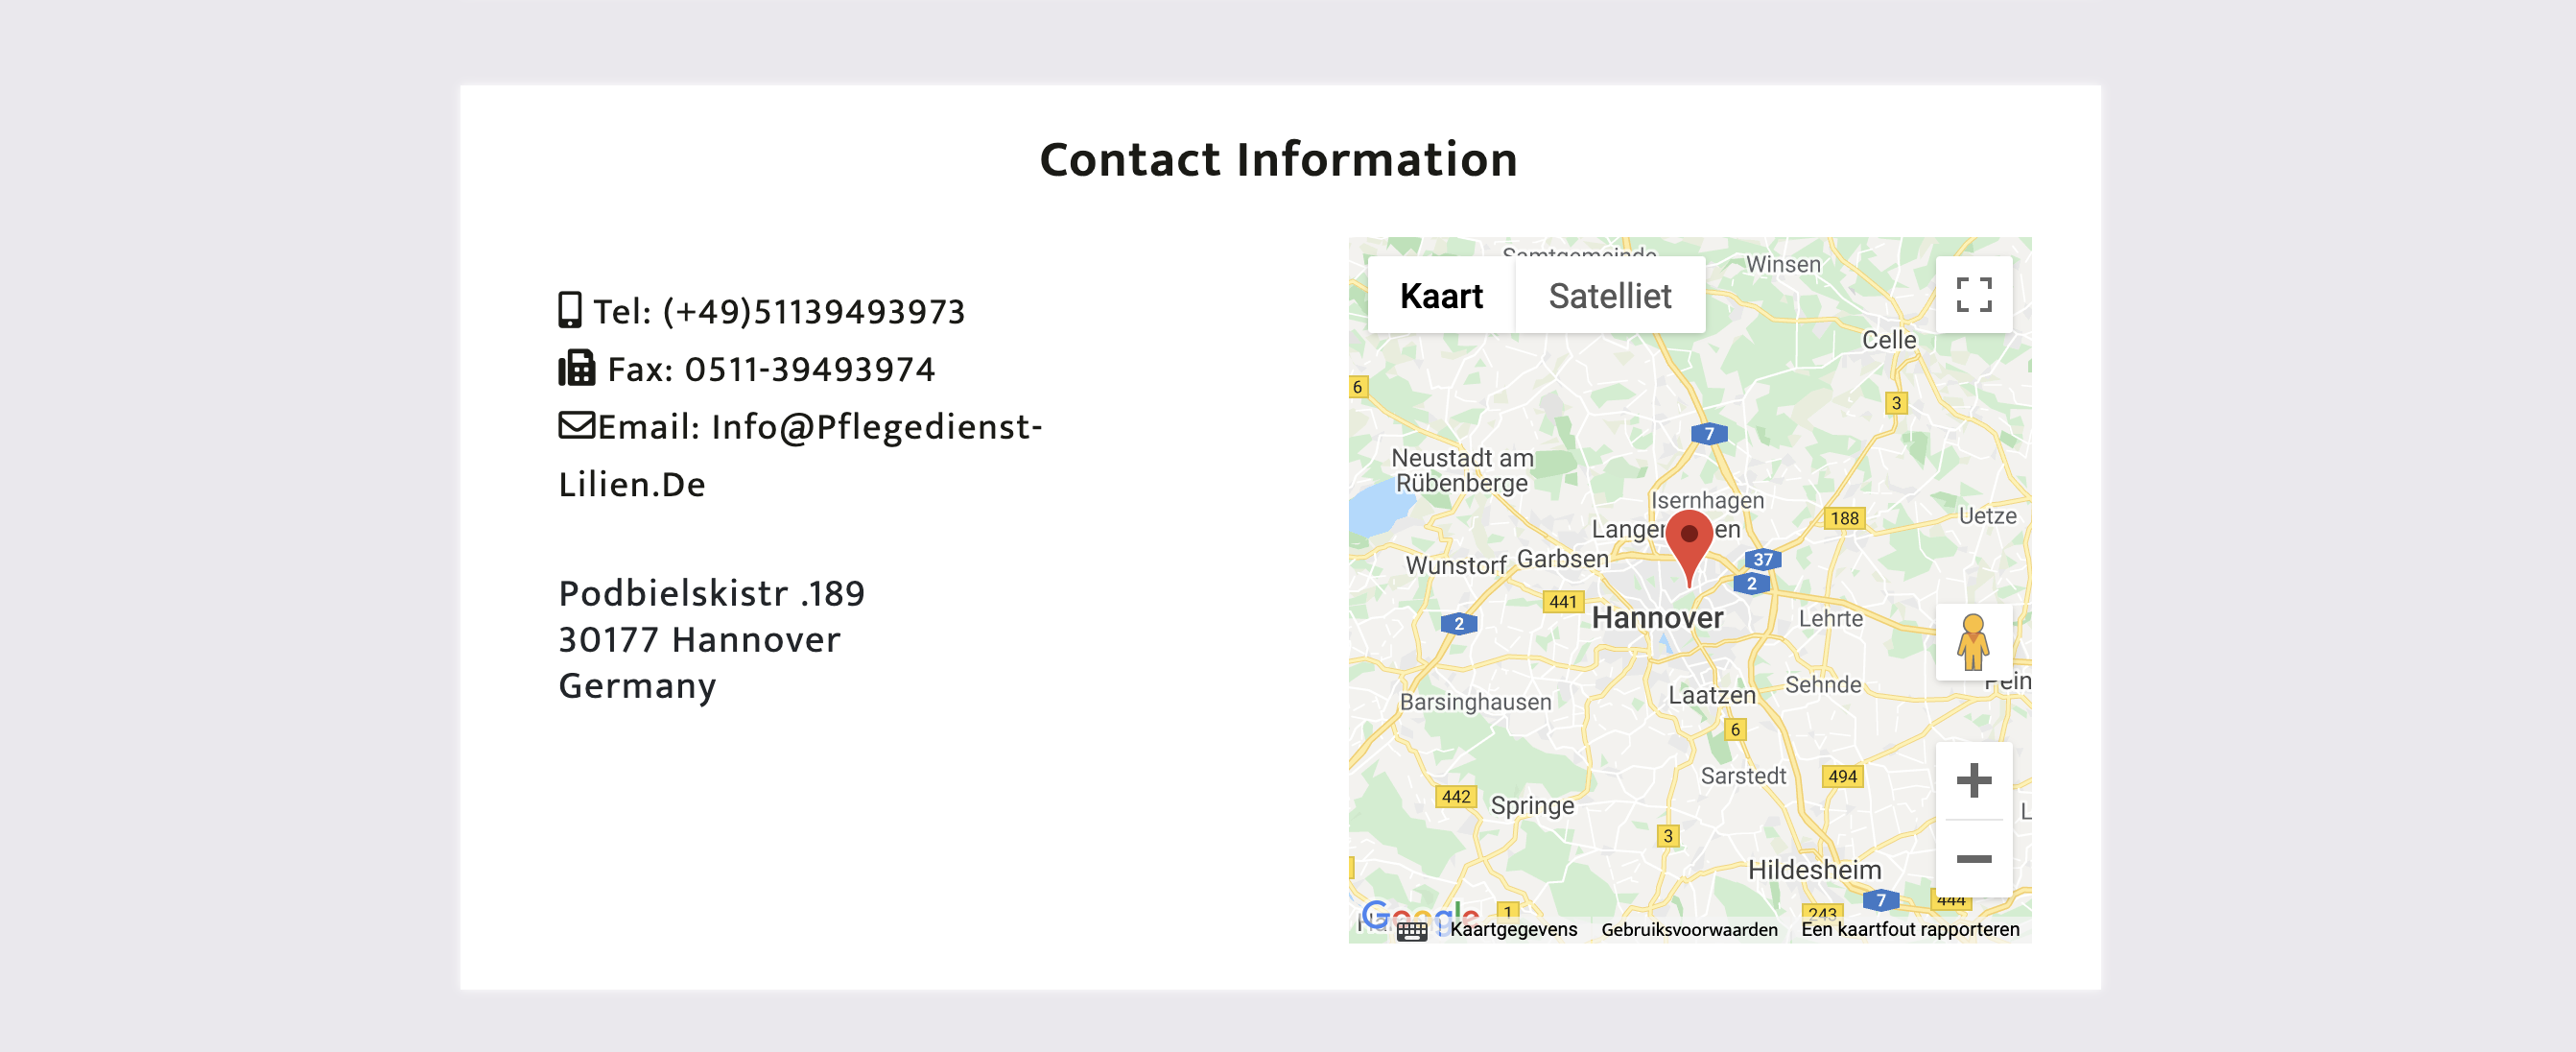 Contact Information
Tel: (+49)51139493973
Fax: 0511-39493974
Email: Info@Pflegedienst-
Lilien.De
Podbielskistr .189
30177 Hannover
Germany
Kaart
Satelliet
Samtgemeinde
Winsen
Celle
6
3
7
Neustadt am
Rübenberge
Isernhagen
188
Uetze
Wunstorf
Garbsen
37
2
441
2
Hannover
Lehrte
Laatzen
Sehnde
Barsinghausen
6
Sarstedt
494
442
Springe
3
Hildesheim
7
444
1
243
Google
Kaartgegevens
Gebruiksvoorwaarden
Een kaartfout rapporteren